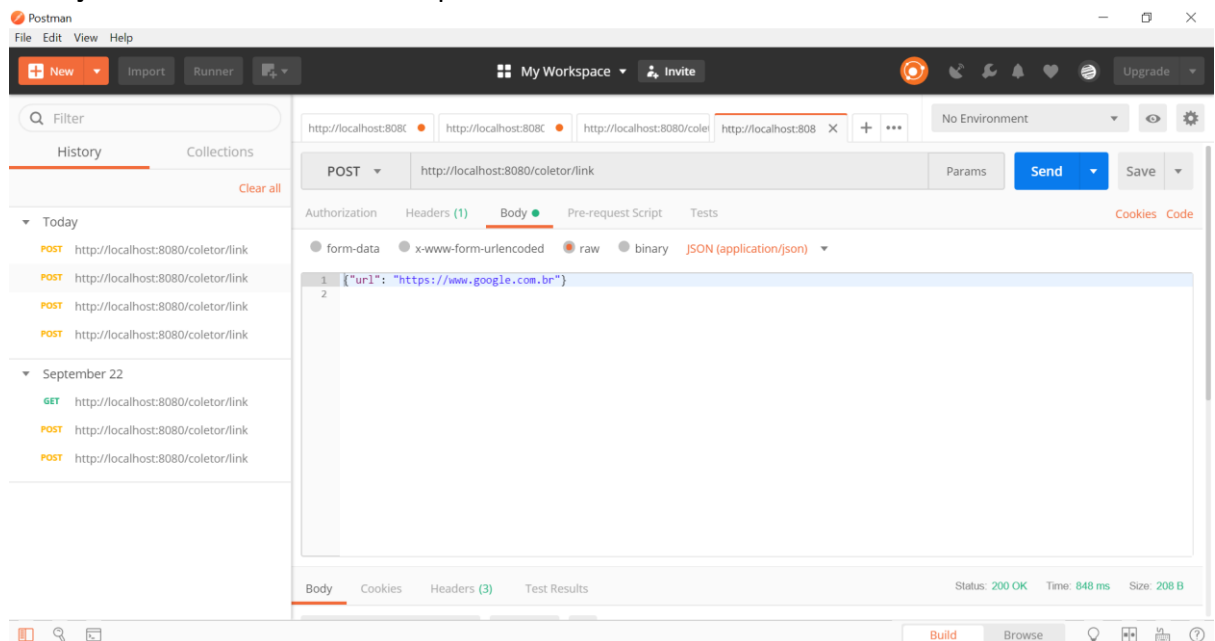 Postman
File Edit View Help
New Import Runner My Workspace Invite Upgrade
Filter
History Collections
Clear all
Today
POST http://localhost:8080/coletor/link
POST http://localhost:8080/coletor/link
POST http://localhost:8080/coletor/link
POST http://localhost:8080/coletor/link
September 22
GET http://localhost:8080/coletor/link
POST http://localhost:8080/coletor/link
POST http://localhost:8080/coletor/link
http://localhost:808 http://localhost:808 http://localhost:8080/cole http://localhost:808 No Environment
POST http://localhost:8080/coletor/link Params Send Save
Authorization Headers (1) Body Pre-request Script Tests Cookies Code
form-data x-www-form-urlencoded raw binary JSON (application/json)
1 {"url": "https://www.google.com.br"}
2
Body Cookies Headers (3) Test Results Status: 200 OK Time: 848 ms Size: 208 B
Build Browse